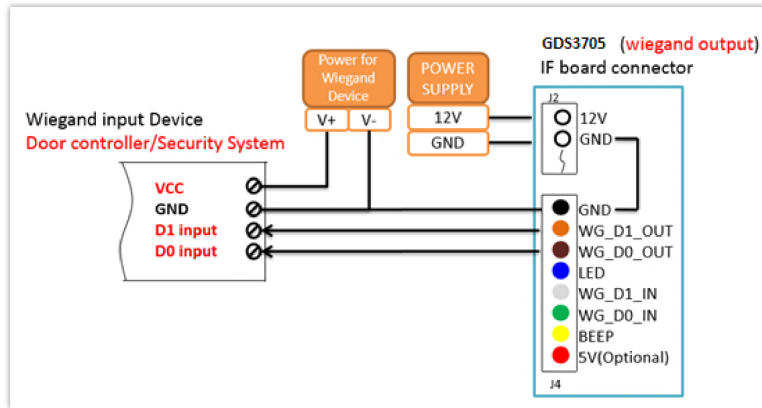 GDS3705 (wiegand output)
IF board connector
Power for
Wiegand
Device
V+ V-
POWER
SUPPLY
12V
GND
J2
12V
GND
Wiegand input Device
Door controller/Security System
VCC
GND
D1 input
D0 input
GND
WG_D1_OUT
WG_D0_OUT
LED
WG_D1_IN
WG_D0_IN
BEEP
5V(Optional)
J4